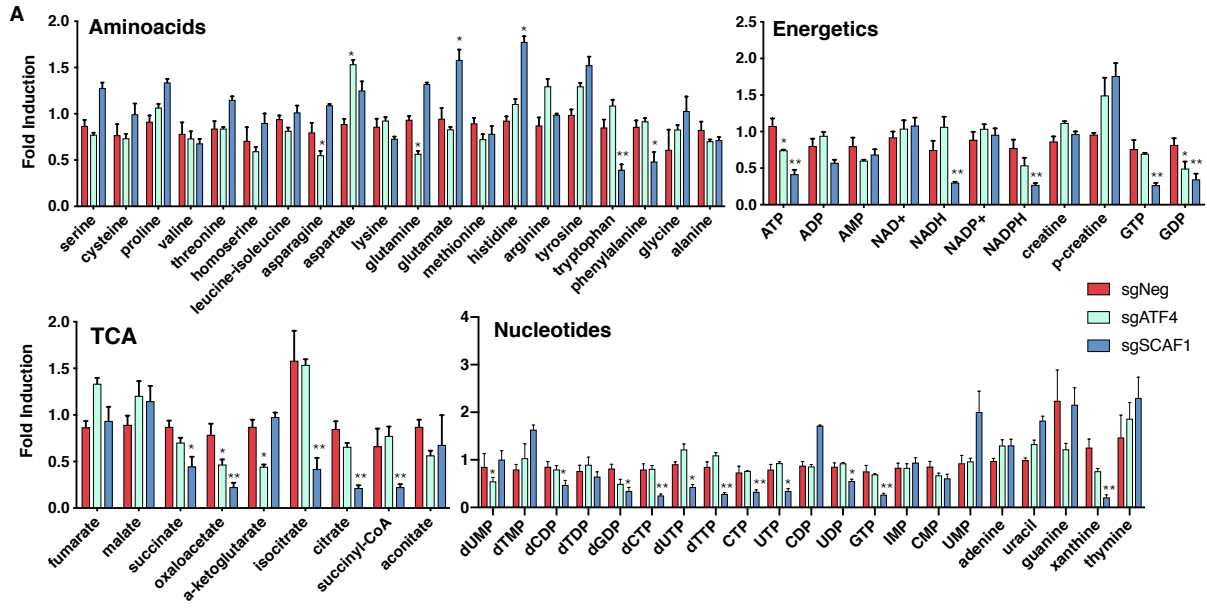 A
Aminoacids
Fold Induction
2.0
1.5
1.0
0.5
0.0
*
*
*
*
*
**
*
serine
cysteine
proline
valine
threonine
homoserine
leucine-isoleucine
asparagine
aspartate
lysine
glutamine
glutamate
methionine
histidine
arginine
tyrosine
tryptophan
phenylalanine
glycine
alanine
Energetics
2.5
2.0
1.5
1.0
0.5
0.0
*
**
**
**
**
*
**
ATP
ADP
AMP
NAD+
NADH
NADP+
NADPH
creatine
p-creatine
GTP
GDP
sgNeg
sgATF4
sgSCAF1
TCA
Fold Induction
2.0
1.5
1.0
0.5
0.0
*
*
**
*
**
**
**
fumarate
malate
succinate
oxaloacetate
a-ketoglutarate
isocitrate
citrate
succinyl-CoA
aconitate
Nucleotides
4
3
2
1
0
*
*
*
**
*
**
**
*
*
**
**
dUMP
dTMP
dCDP
dTDP
dGDP
dCTP
dUTP
dTTP
CTP
UTP
CDP
UDP
GTP
IMP
CMP
UMP
adenine
uracil
guanine
xanthine
thymine